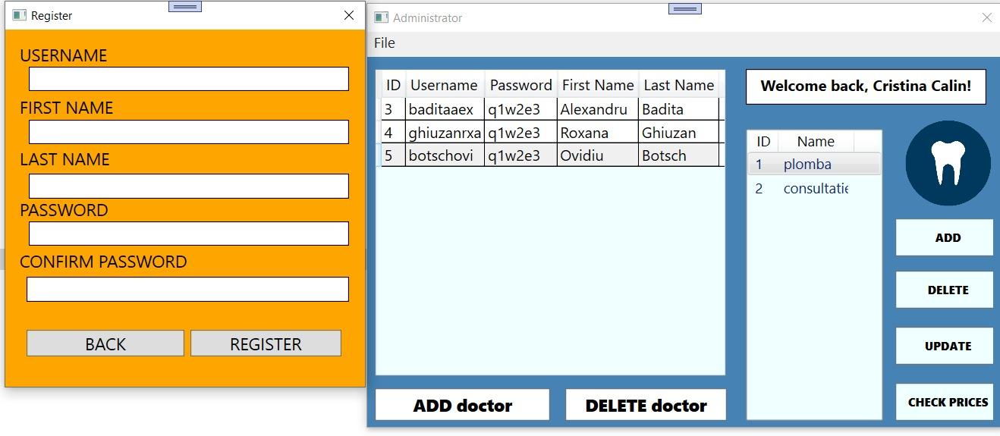 Register
USERNAME
FIRST NAME
LAST NAME
PASSWORD
CONFIRM PASSWORD
BACK REGISTER
Administrator
File
ID Username Password First Name Last Name
3 baditaaex q1w2e3 Alexandru Badita
4 ghiuzanrxa q1w2e3 Roxana Ghiuzan
5 botschovi q1w2e3 Ovidiu Botsch
ADD doctor DELETE doctor
Welcome back, Cristina Calin!
ID Name
1 plomba
2 consultatie
ADD
DELETE
UPDATE
CHECK PRICES